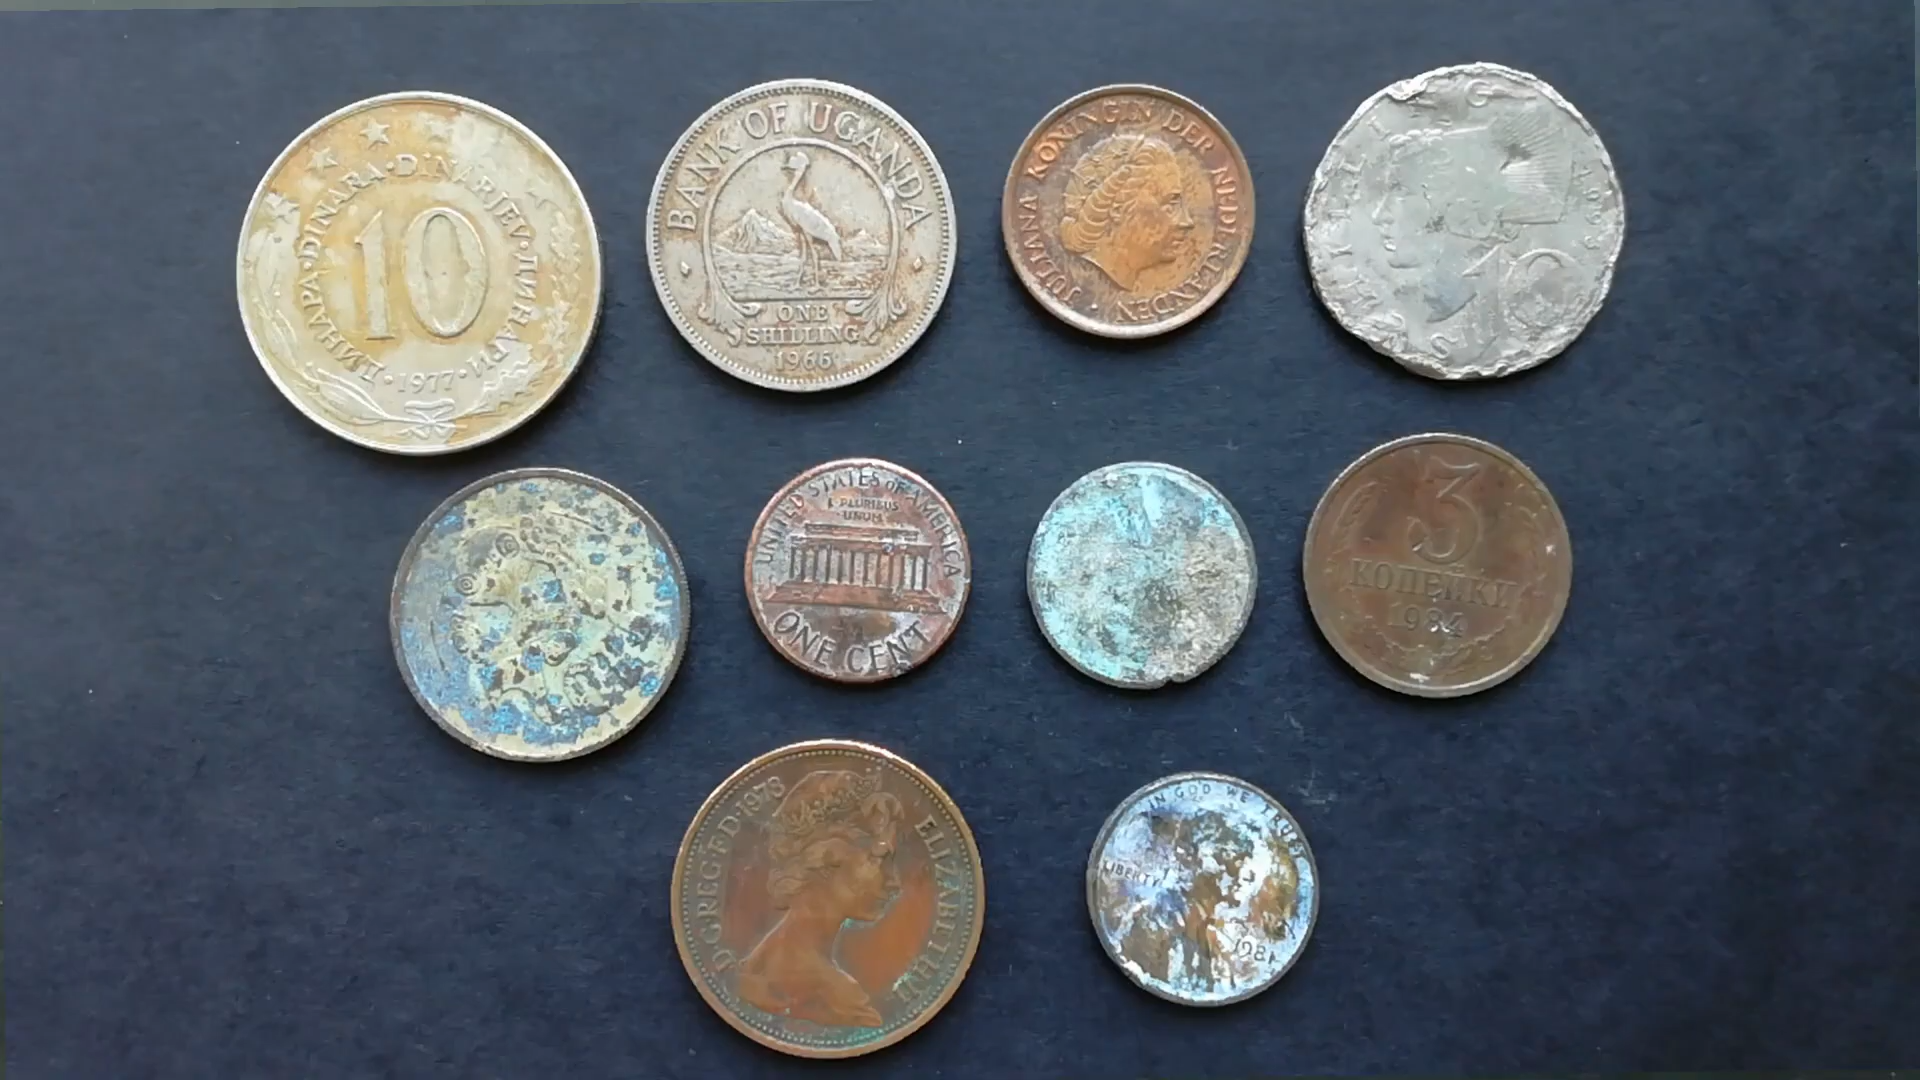 ДИНАРА·DINARA·DINARJEV·ДИНАРИ
10
·1977·
BANK OF UGANDA
ONE
SHILLING
1966
JULIANA KONINGIN DER NEDERLANDEN
10
UNITED STATES OF AMERICA
E PLURIBUS
UNUM
ONE CENT
3
КОПЕЙКИ
1984
D·G·REG·F·D·1978
ELIZABETH II
IN GOD WE TRUST
LIBERTY